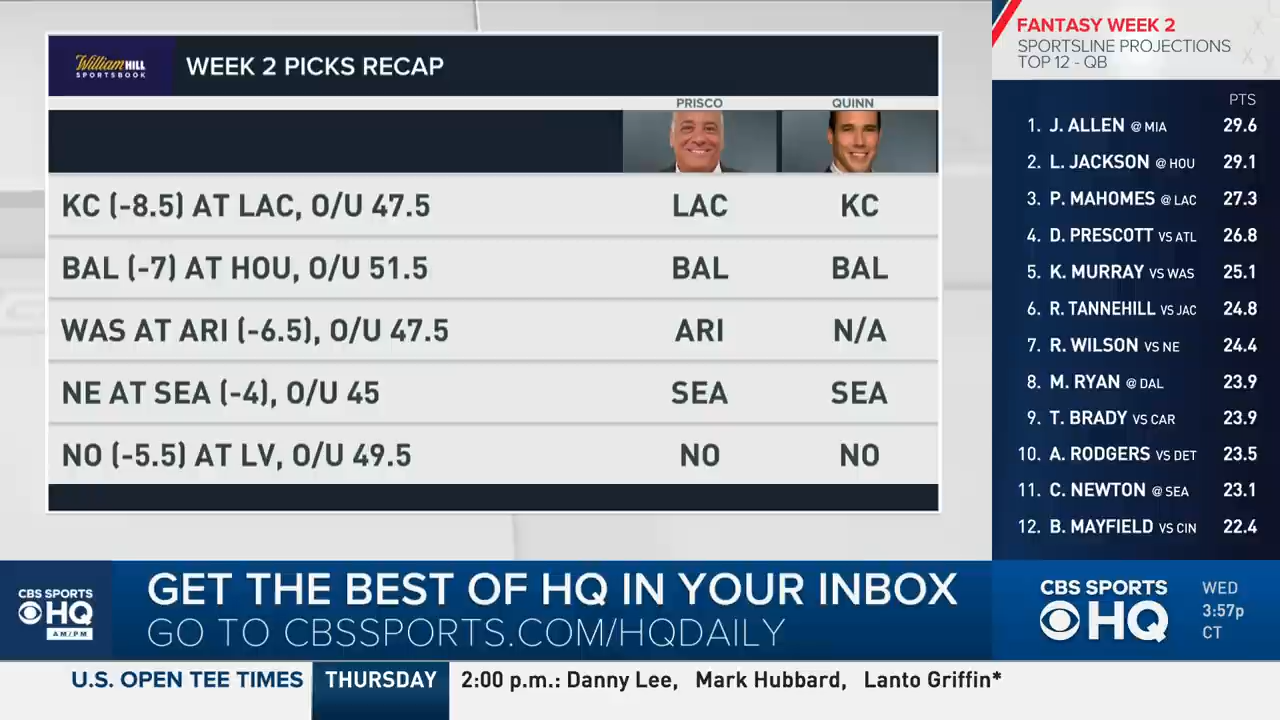 William HILL
SPORTSBOOK
WEEK 2 PICKS RECAP
PRISCO QUINN
KC (-8.5) AT LAC, O/U 47.5 LAC KC
BAL (-7) AT HOU, O/U 51.5 BAL BAL
WAS AT ARI (-6.5), O/U 47.5 ARI N/A
NE AT SEA (-4), O/U 45 SEA SEA
NO (-5.5) AT LV, O/U 49.5 NO NO
FANTASY WEEK 2
SPORTSLINE PROJECTIONS
TOP 12 - QB
PTS
1. J. ALLEN @ MIA 29.6
2. L. JACKSON @ HOU 29.1
3. P. MAHOMES @ LAC 27.3
4. D. PRESCOTT VS ATL 26.8
5. K. MURRAY VS WAS 25.1
6. R. TANNEHILL VS JAC 24.8
7. R. WILSON VS NE 24.4
8. M. RYAN @ DAL 23.9
9. T. BRADY VS CAR 23.9
10. A. RODGERS VS DET 23.5
11. C. NEWTON @ SEA 23.1
12. B. MAYFIELD VS CIN 22.4
CBS SPORTS
HQ
AM/PM
GET THE BEST OF HQ IN YOUR INBOX
GO TO CBSSPORTS.COM/HQDAILY
CBS SPORTS
HQ
WED
3:57p
CT
U.S. OPEN TEE TIMES THURSDAY 2:00 p.m.: Danny Lee, Mark Hubbard, Lanto Griffin*